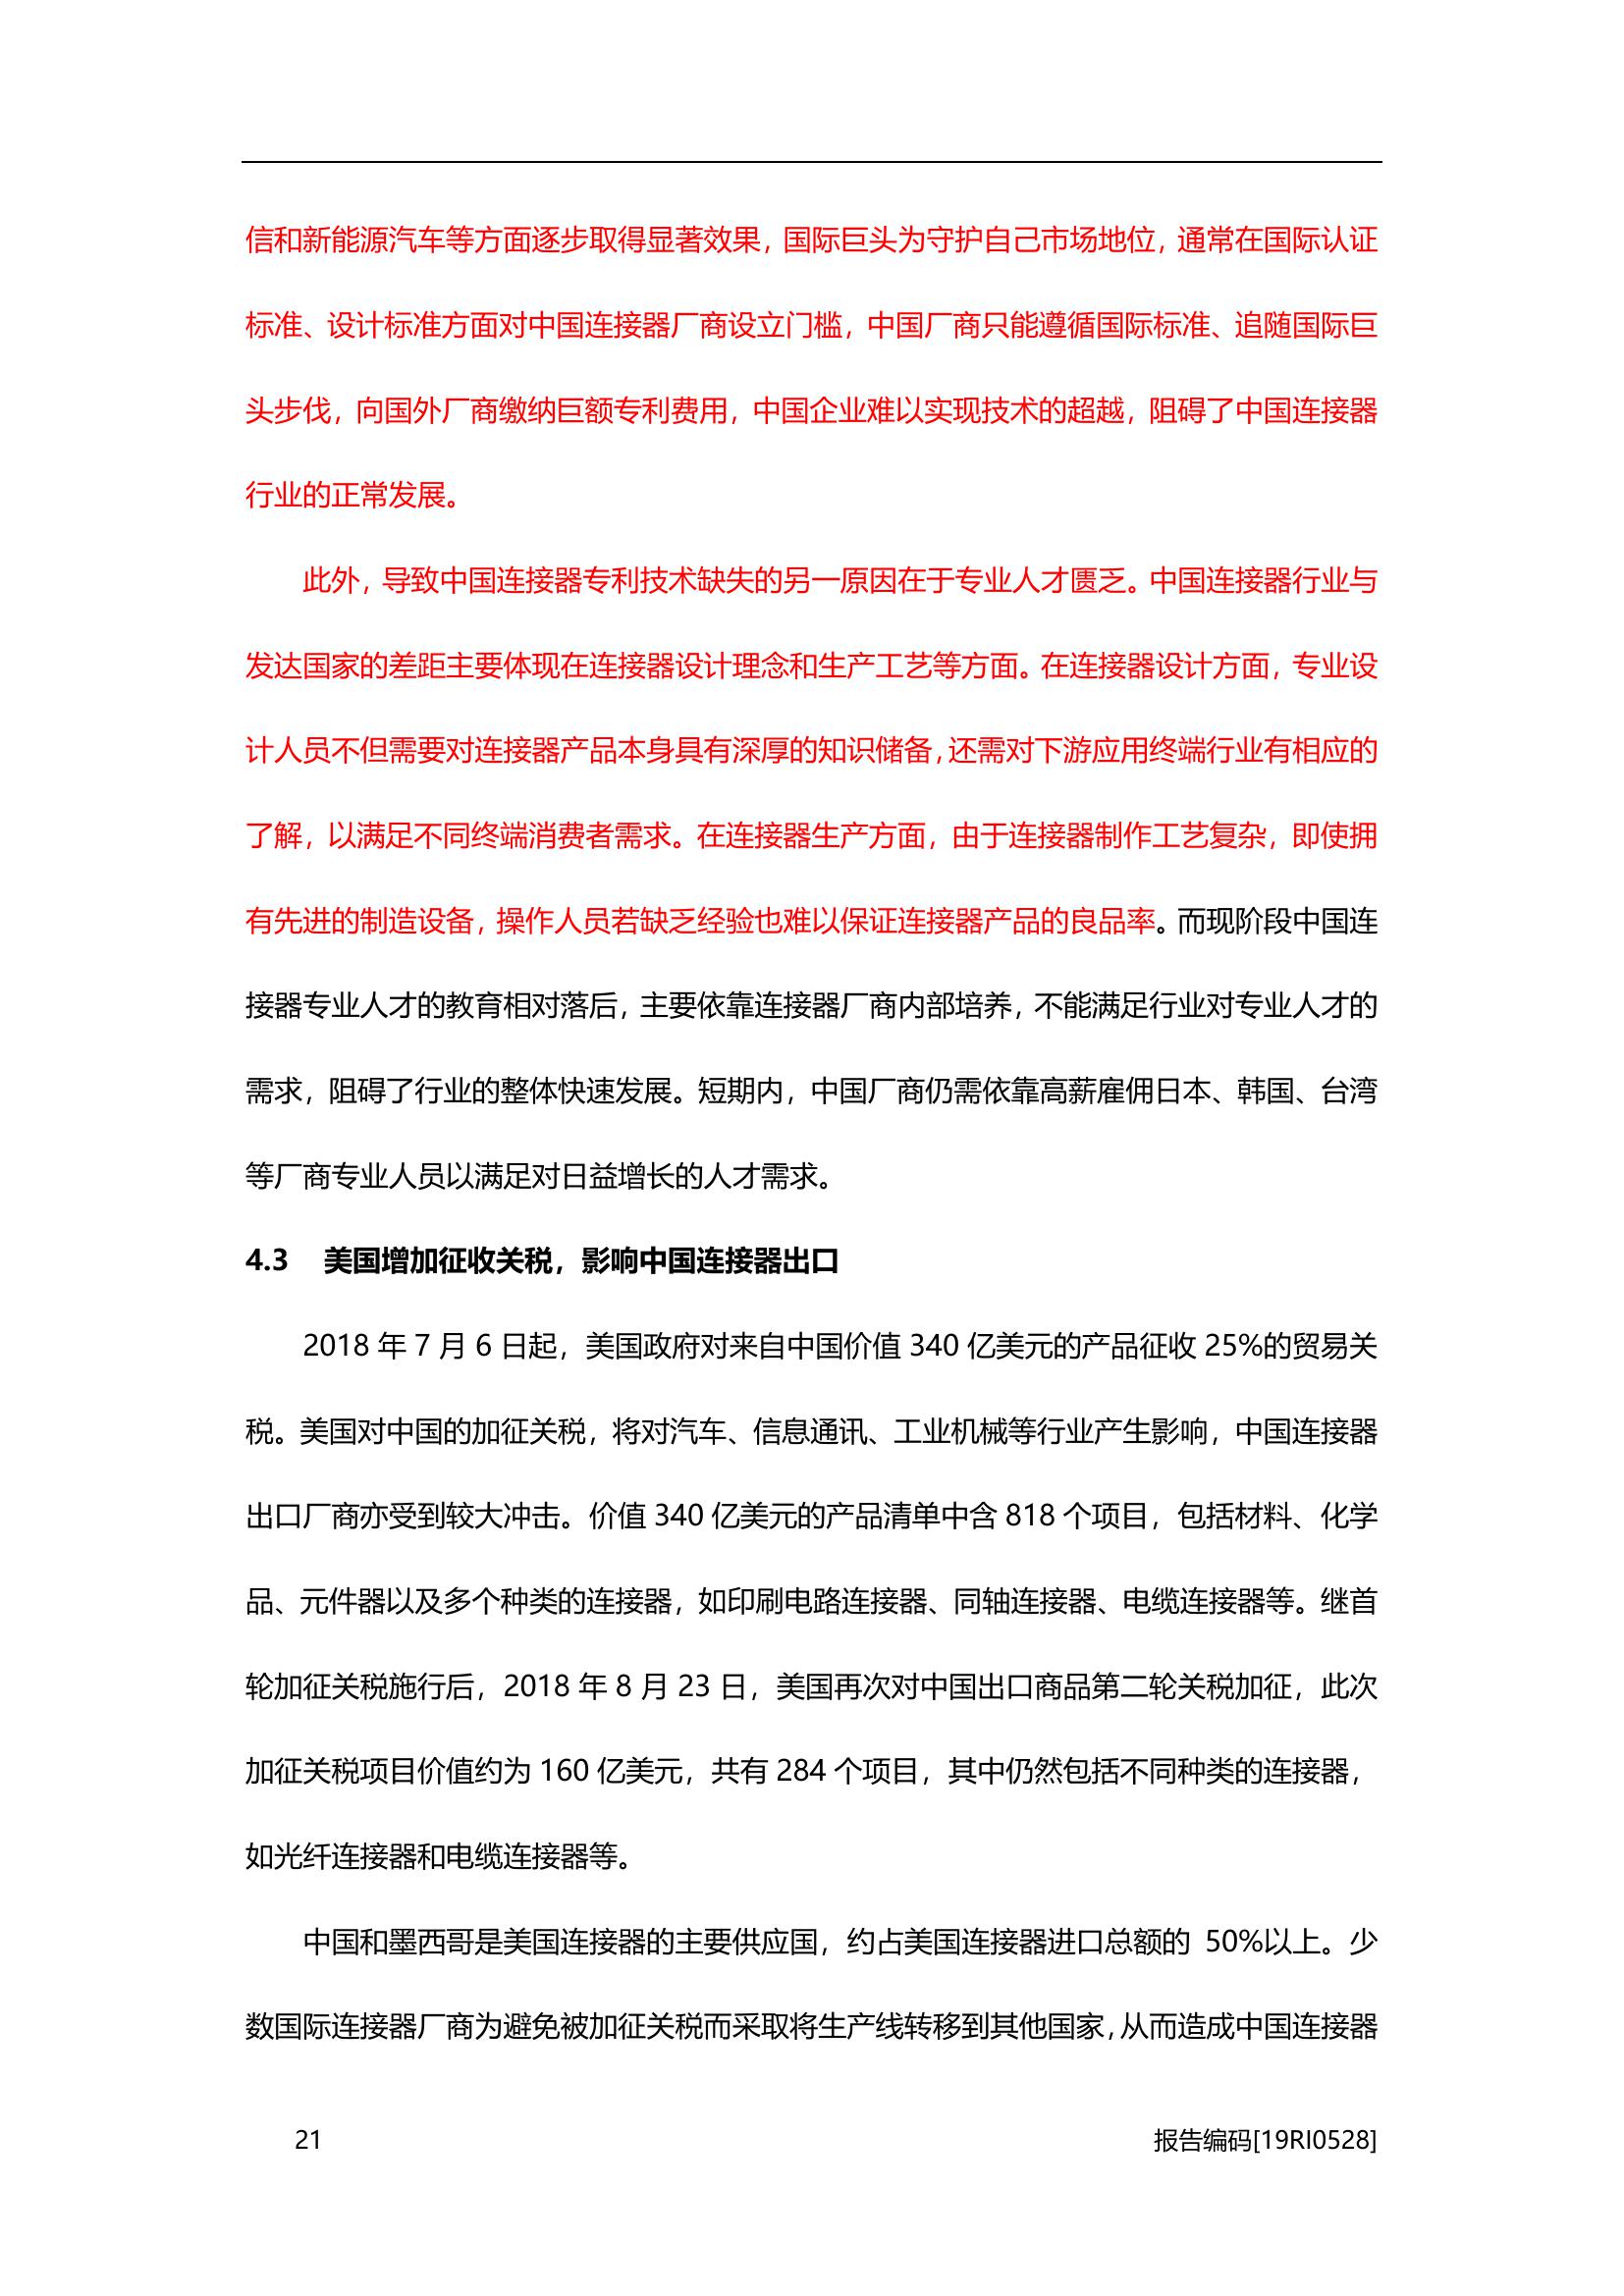 信和新能源汽车等方面逐步取得显著效果，国际巨头为守护自己市场地位，通常在国际认证
标准、设计标准方面对中国连接器厂商设立门槛，中国厂商只能遵循国际标准、追随国际巨
头步伐，向国外厂商缴纳巨额专利费用，中国企业难以实现技术的超越，阻碍了中国连接器
行业的正常发展。
此外，导致中国连接器专利技术缺失的另一原因在于专业人才匮乏。中国连接器行业与
发达国家的差距主要体现在连接器设计理念和生产工艺等方面。在连接器设计方面，专业设
计人员不但需要对连接器产品本身具有深厚的知识储备，还需对下游应用终端行业有相应的
了解，以满足不同终端消费者需求。在连接器生产方面，由于连接器制作工艺复杂，即使拥
有先进的制造设备，操作人员若缺乏经验也难以保证连接器产品的良品率。而现阶段中国连
接器专业人才的教育相对落后，主要依靠连接器厂商内部培养，不能满足行业对专业人才的
需求，阻碍了行业的整体快速发展。短期内，中国厂商仍需依靠高薪雇佣日本、韩国、台湾
等厂商专业人员以满足对日益增长的人才需求。
4.3 美国增加征收关税，影响中国连接器出口
2018 年 7 月 6 日起，美国政府对来自中国价值 340 亿美元的产品征收 25%的贸易关
税。美国对中国的加征关税，将对汽车、信息通讯、工业机械等行业产生影响，中国连接器
出口厂商亦受到较大冲击。价值 340 亿美元的产品清单中含 818 个项目，包括材料、化学
品、元件器以及多个种类的连接器，如印刷电路连接器、同轴连接器、电缆连接器等。继首
轮加征关税施行后，2018 年 8 月 23 日，美国再次对中国出口商品第二轮关税加征，此次
加征关税项目价值约为 160 亿美元，共有 284 个项目，其中仍然包括不同种类的连接器，
如光纤连接器和电缆连接器等。
中国和墨西哥是美国连接器的主要供应国，约占美国连接器进口总额的 50%以上。少
数国际连接器厂商为避免被加征关税而采取将生产线转移到其他国家，从而造成中国连接器
21 报告编码[19RI0528]